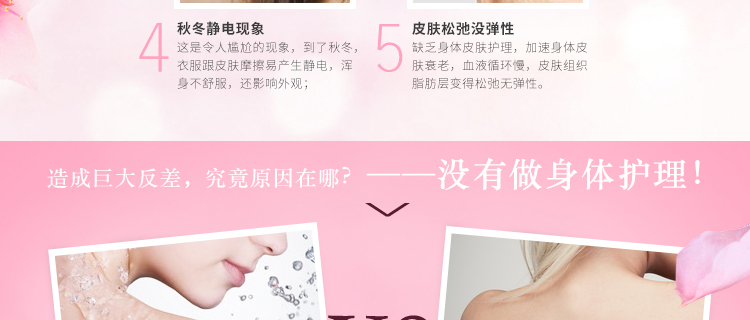 4 秋冬静电现象
这是令人尴尬的现象，到了秋冬，
衣服跟皮肤摩擦易产生静电，浑
身不舒服，还影响外观；
5 皮肤松弛没弹性
缺乏身体皮肤护理，加速身体皮
肤衰老，血液循环慢，皮肤组织
脂肪层变得松弛无弹性。
造成巨大反差，究竟原因在哪？——没有做身体护理！